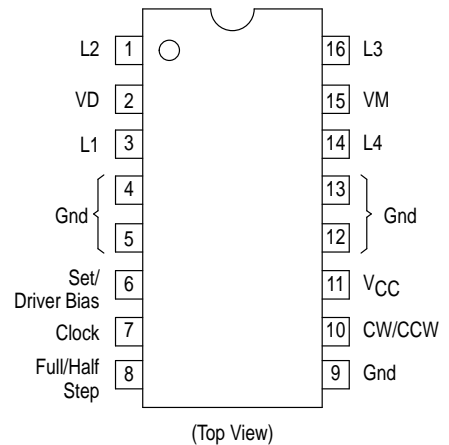 L2 1 16 L3
VD 2 15 VM
L1 3 14 L4
4 13
Gnd Gnd
5 12
Set/
Driver Bias 6 11 VCC
Clock 7 10 CW/CCW
Full/Half
Step 8 9 Gnd
(Top View)